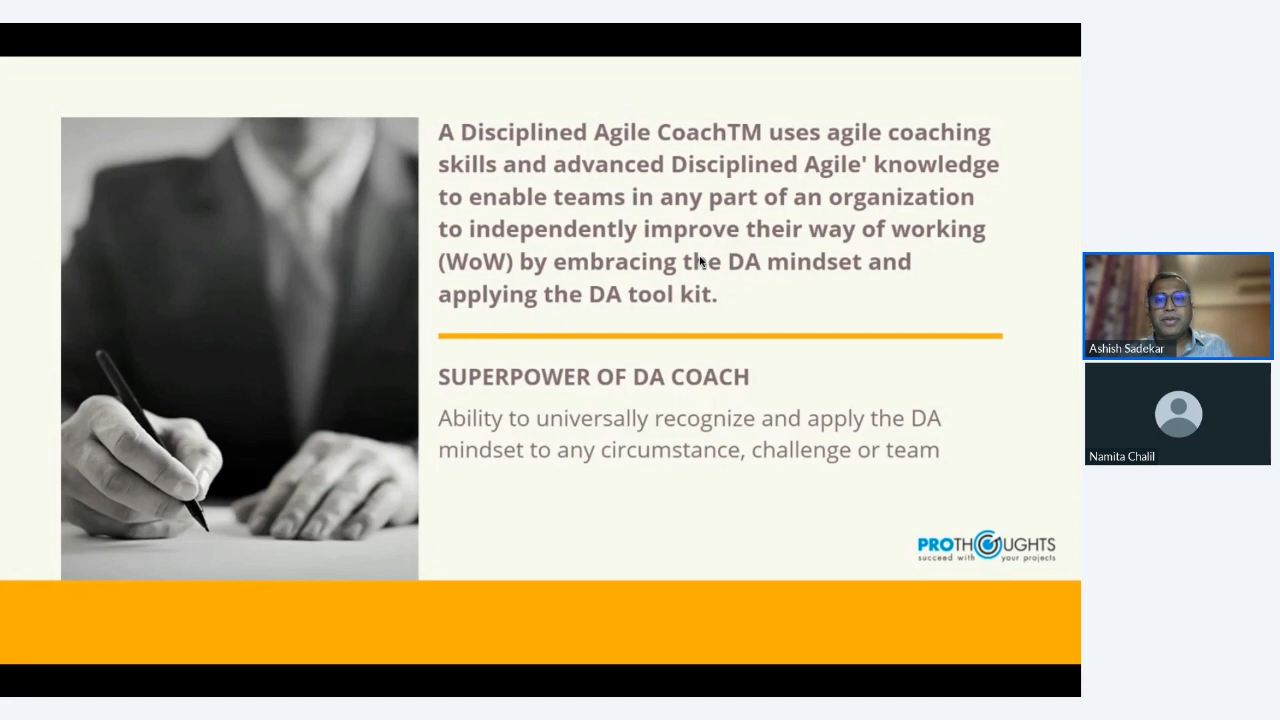 A Disciplined Agile CoachTM uses agile coaching
skills and advanced Disciplined Agile' knowledge
to enable teams in any part of an organization
to independently improve their way of working
(WoW) by embracing the DA mindset and
applying the DA tool kit.
SUPERPOWER OF DA COACH
Ability to universally recognize and apply the DA
mindset to any circumstance, challenge or team
PROTHOUGHTS
succeed with your projects
Ashish Sadekar
Namita Chalil